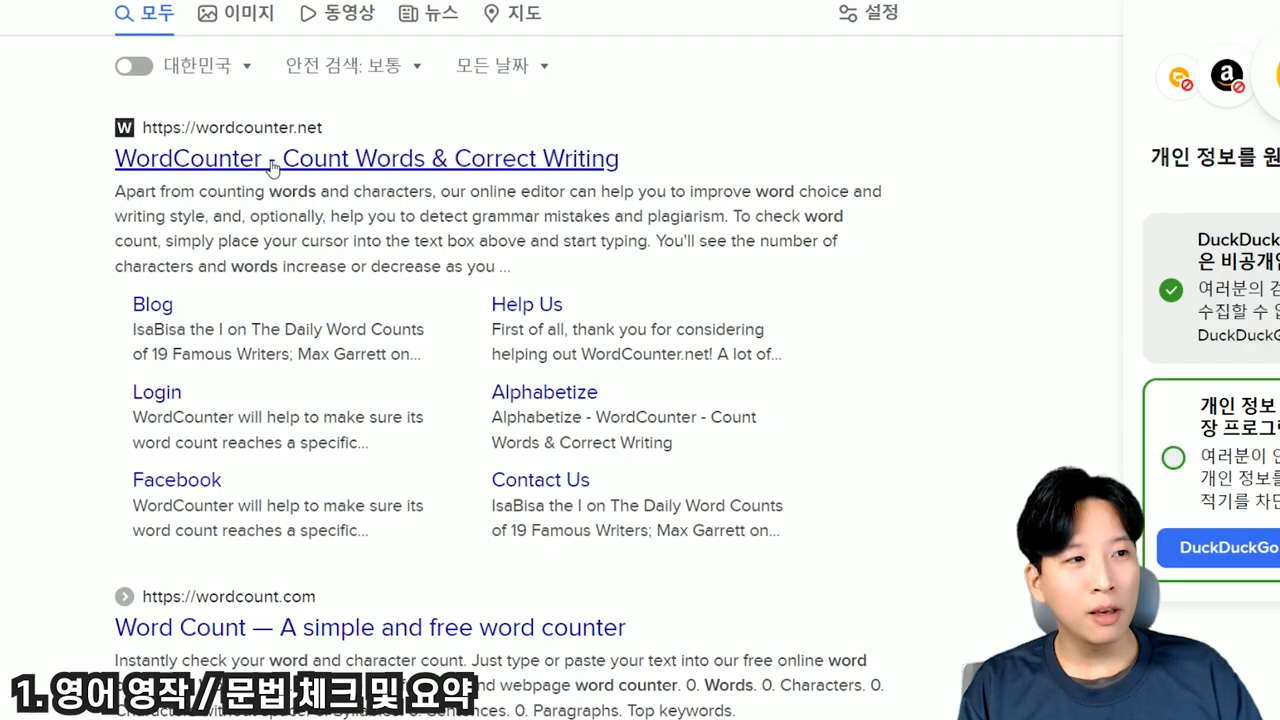 모두 이미지 동영상 뉴스 지도 설정
대한민국 안전 검색: 보통 모든 날짜
W https://wordcounter.net
WordCounter - Count Words & Correct Writing
Apart from counting words and characters, our online editor can help you to improve word choice and
writing style, and, optionally, help you to detect grammar mistakes and plagiarism. To check word
count, simply place your cursor into the text box above and start typing. You'll see the number of
characters and words increase or decrease as you ...
Blog
IsaBisa the I on The Daily Word Counts
of 19 Famous Writers; Max Garrett on...
Help Us
First of all, thank you for considering
helping out WordCounter.net! A lot of...
Login
WordCounter will help to make sure its
word count reaches a specific...
Alphabetize
Alphabetize - WordCounter - Count
Words & Correct Writing
Facebook
WordCounter will help to make sure its
word count reaches a specific...
Contact Us
IsaBisa the I on The Daily Word Counts
of 19 Famous Writers; Max Garrett on...
https://wordcount.com
Word Count — A simple and free word counter
Instantly check your word and character count. Just type or paste your text into our free online word
nd webpage word counter. 0. Words. 0. Characters. 0.
Sentences. 0. Paragraphs. Top keywords.
1. 영어 영작 // 문법 체크 및 요약
a
개인 정보를 원
DuckDuck
은 비공개
여러분의 검
수집할 수
DuckDuckG
개인 정보
장 프로그
여러분이 인
개인 정보를
적기를 차단
DuckDuckGo